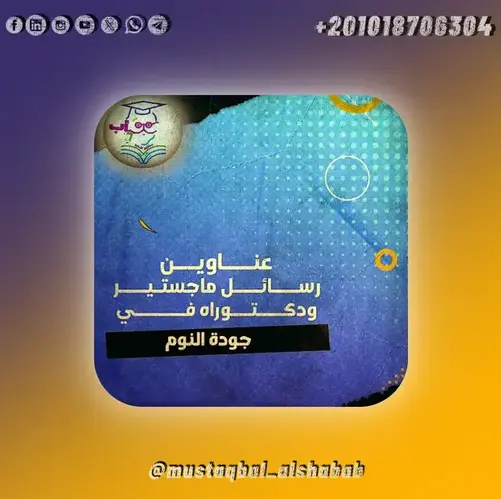 +201018706304
عناوين
رسائل ماجستير
ودكتوراه في
جودة النوم
@mustaqbal_alshabab